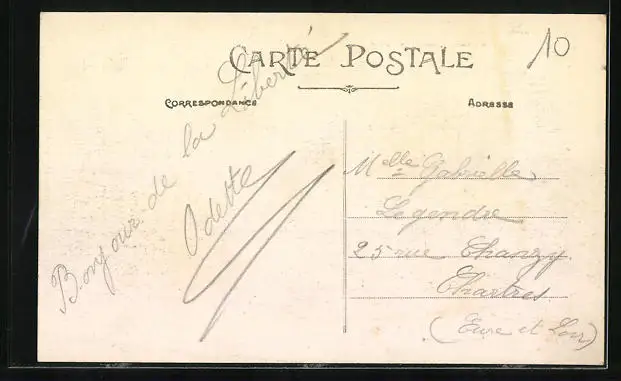 CARTE POSTALE
10
CORRESPONDANCE
ADRESSE
Bonjour de la Liberté
Odette
Melle Gabrielle
Legendre
25 rue Chanzy
Chartres
(Eure et Loir)